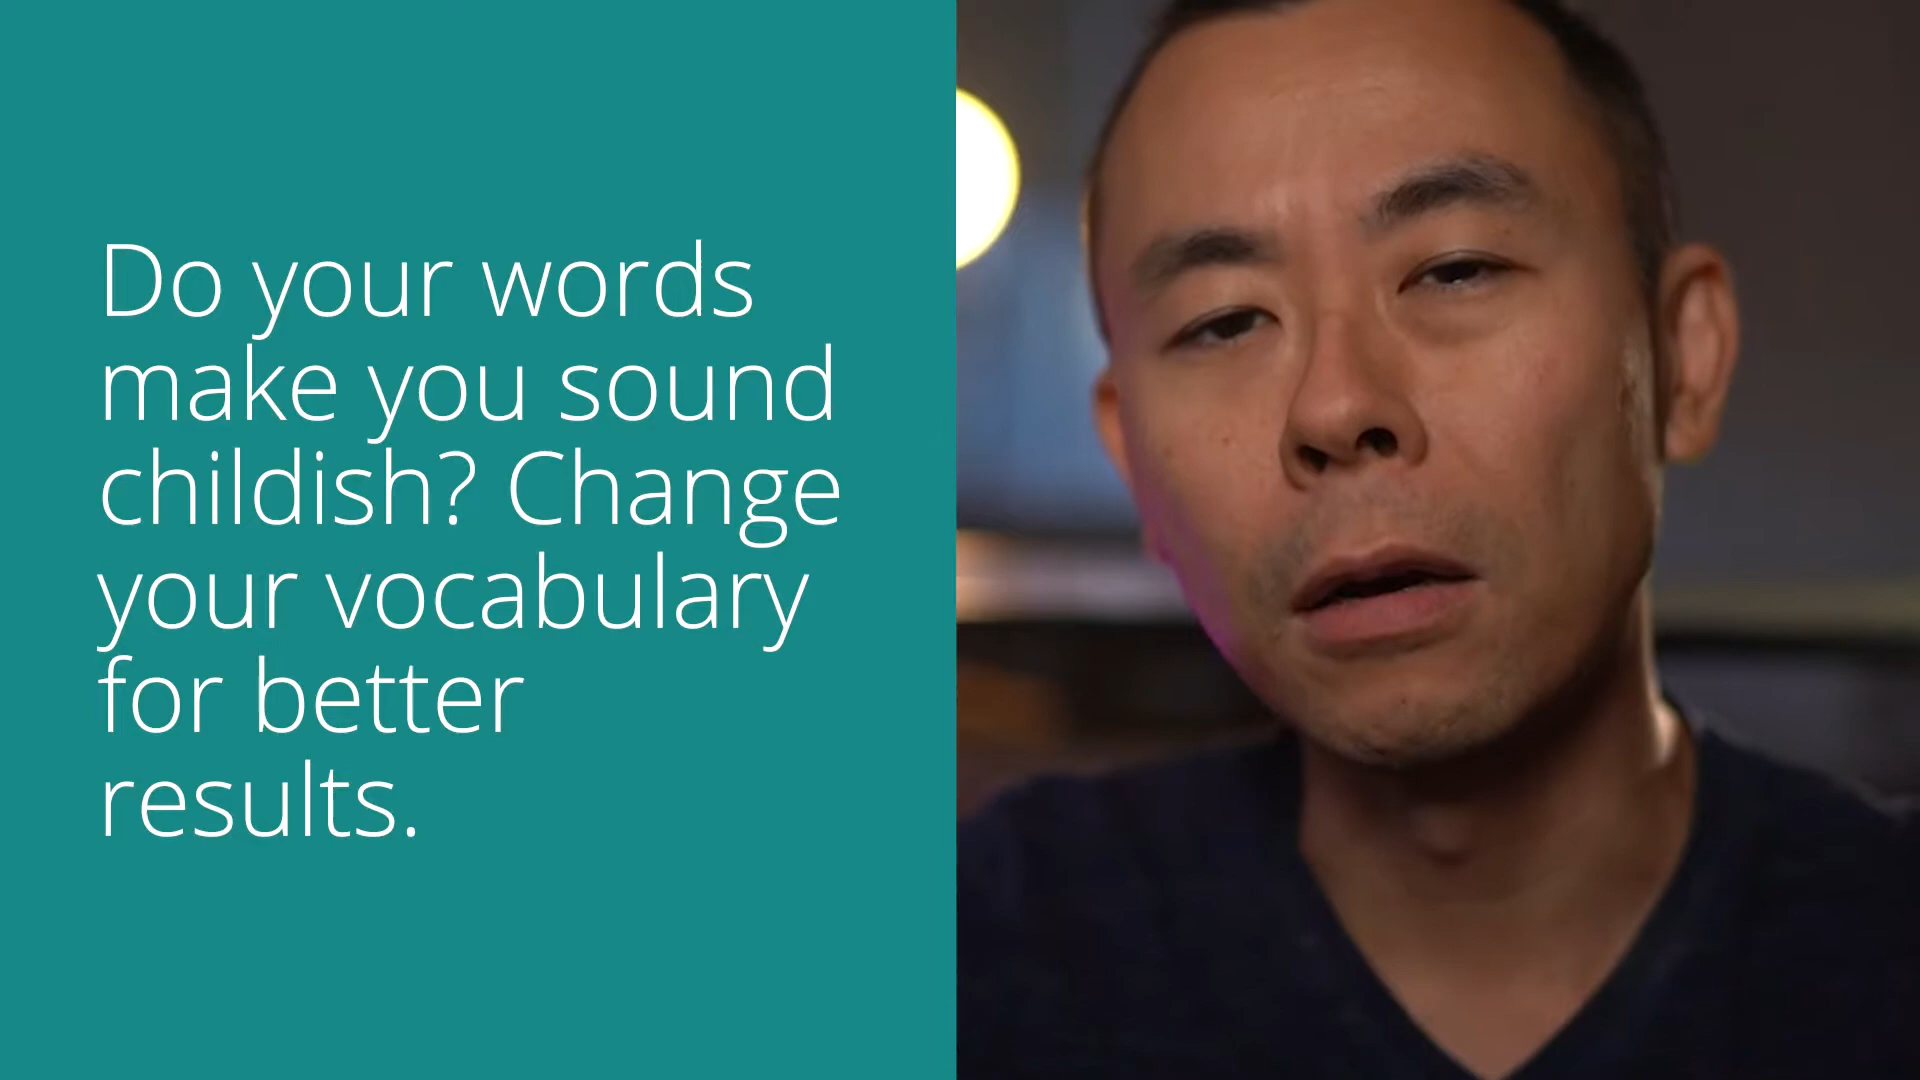 Do your words
make you sound
childish? Change
your vocabulary
for better
results.